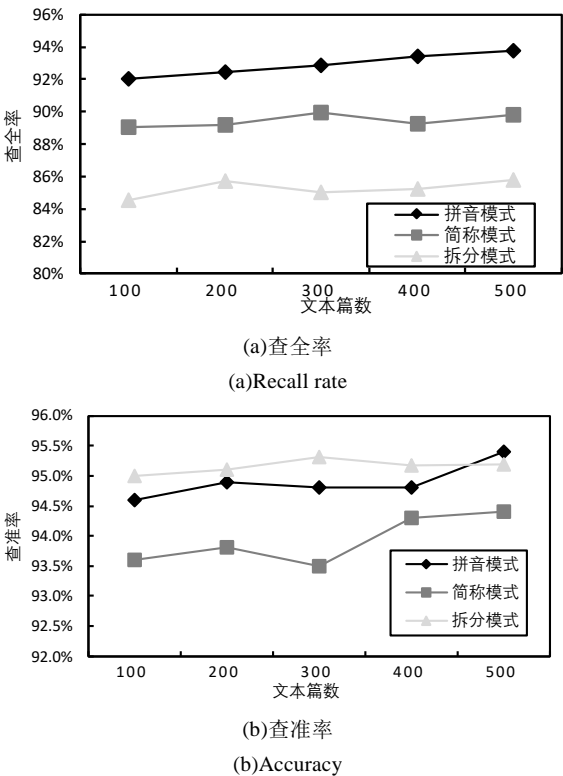 96%
94%
92%
90%
88%
86%
84%
82%
80%
查全率
拼音模式
简称模式
拆分模式
100 200 300 400 500
文本篇数
(a)查全率
(a)Recall rate
96.0%
95.5%
95.0%
94.5%
94.0%
93.5%
93.0%
92.5%
92.0%
查准率
拼音模式
简称模式
拆分模式
100 200 300 400 500
文本篇数
(b)查准率
(b)Accuracy